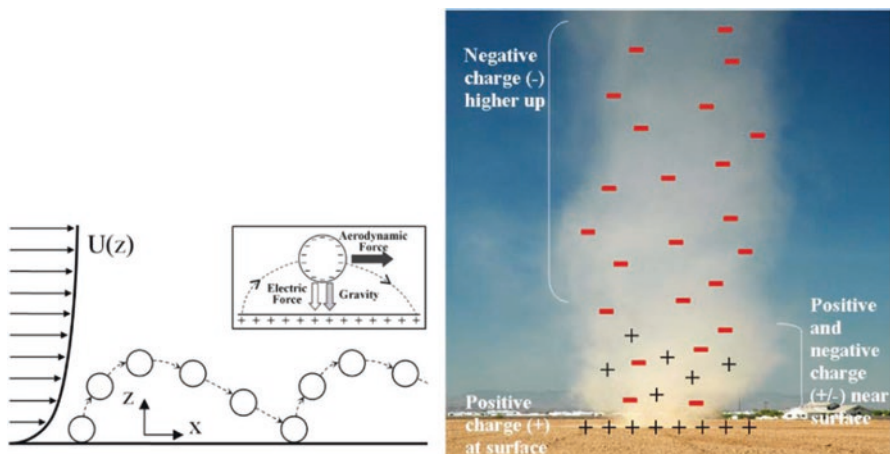 U(z)
Aerodynamic
Force
Electric
Force
Gravity
Z
X
Negative
charge (-)
higher up
Positive
and
negative
charge
(+/-) near
surface
Positive
charge (+)
at surface